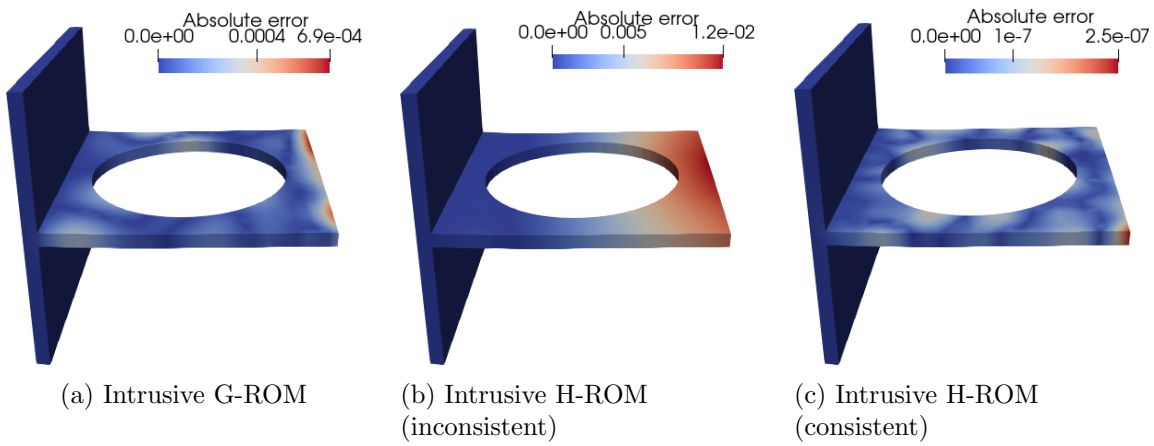 Absolute error
0.0e+00 0.0004 6.9e-04
Absolute error
0.0e+00 0.005 1.2e-02
Absolute error
0.0e+00 1e-7 2.5e-07
(a) Intrusive G-ROM
(b) Intrusive H-ROM
(inconsistent)
(c) Intrusive H-ROM
(consistent)